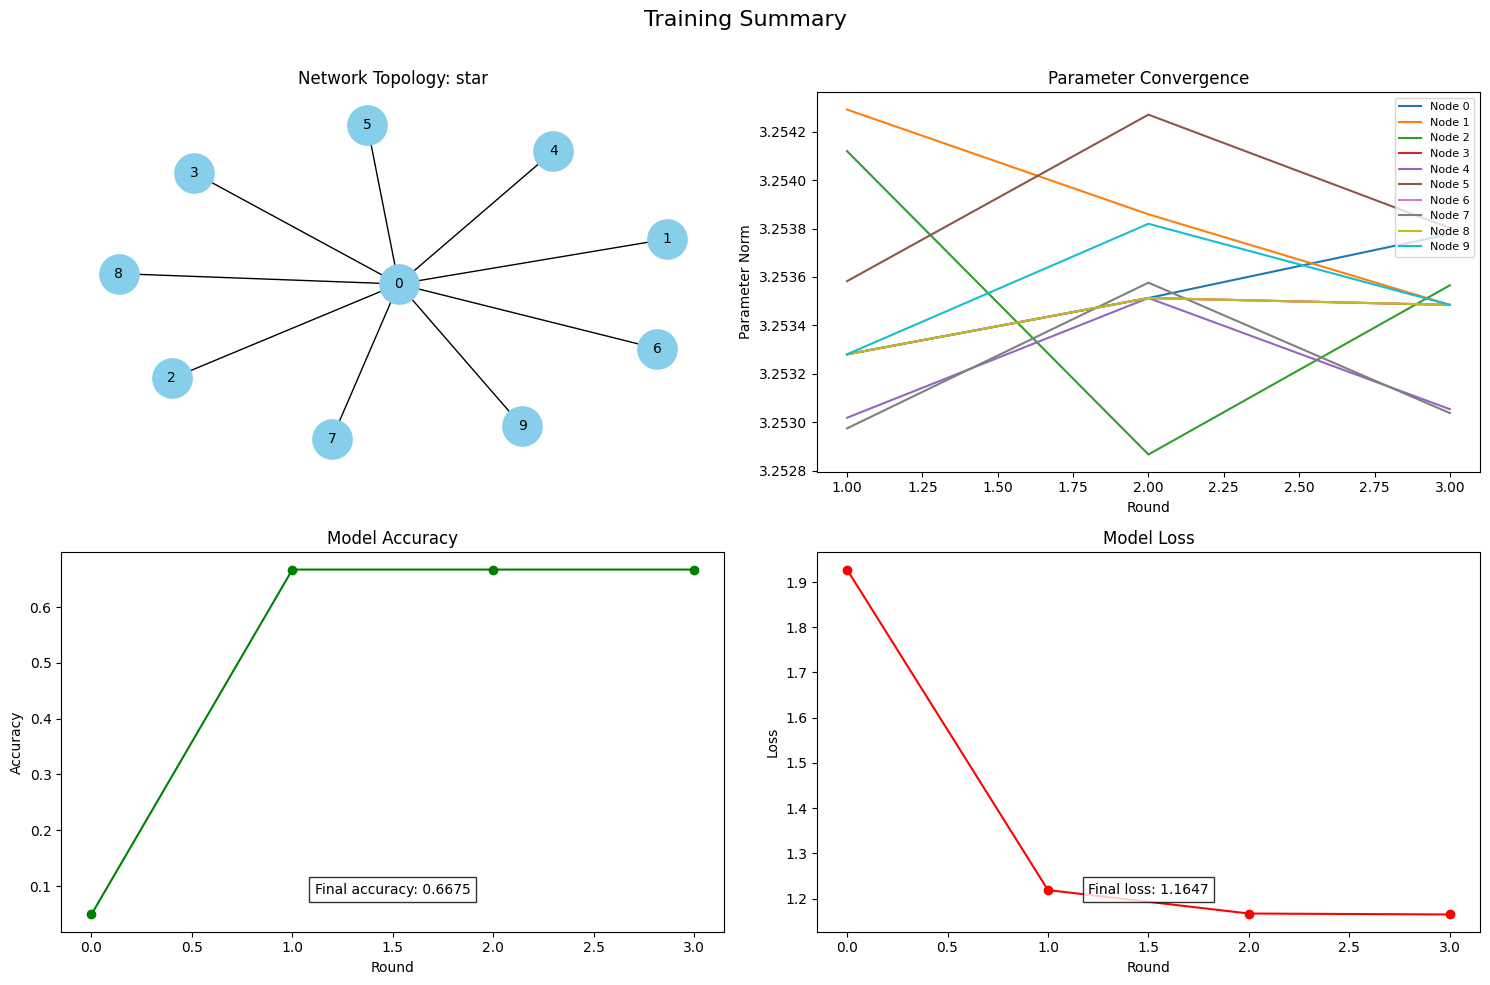 Training Summary
Network Topology: star
5
4
3
1
8
0
6
2
9
7
Parameter Convergence
Parameter Norm
3.2542
3.2540
3.2538
3.2536
3.2534
3.2532
3.2530
3.2528
Node 0
Node 1
Node 2
Node 3
Node 4
Node 5
Node 6
Node 7
Node 8
Node 9
1.00 1.25 1.50 1.75 2.00 2.25 2.50 2.75 3.00
Round
Model Accuracy
Accuracy
0.6
0.5
0.4
0.3
0.2
0.1
Final accuracy: 0.6675
0.0 0.5 1.0 1.5 2.0 2.5 3.0
Round
Model Loss
Loss
1.9
1.8
1.7
1.6
1.5
1.4
1.3
1.2
Final loss: 1.1647
0.0 0.5 1.0 1.5 2.0 2.5 3.0
Round